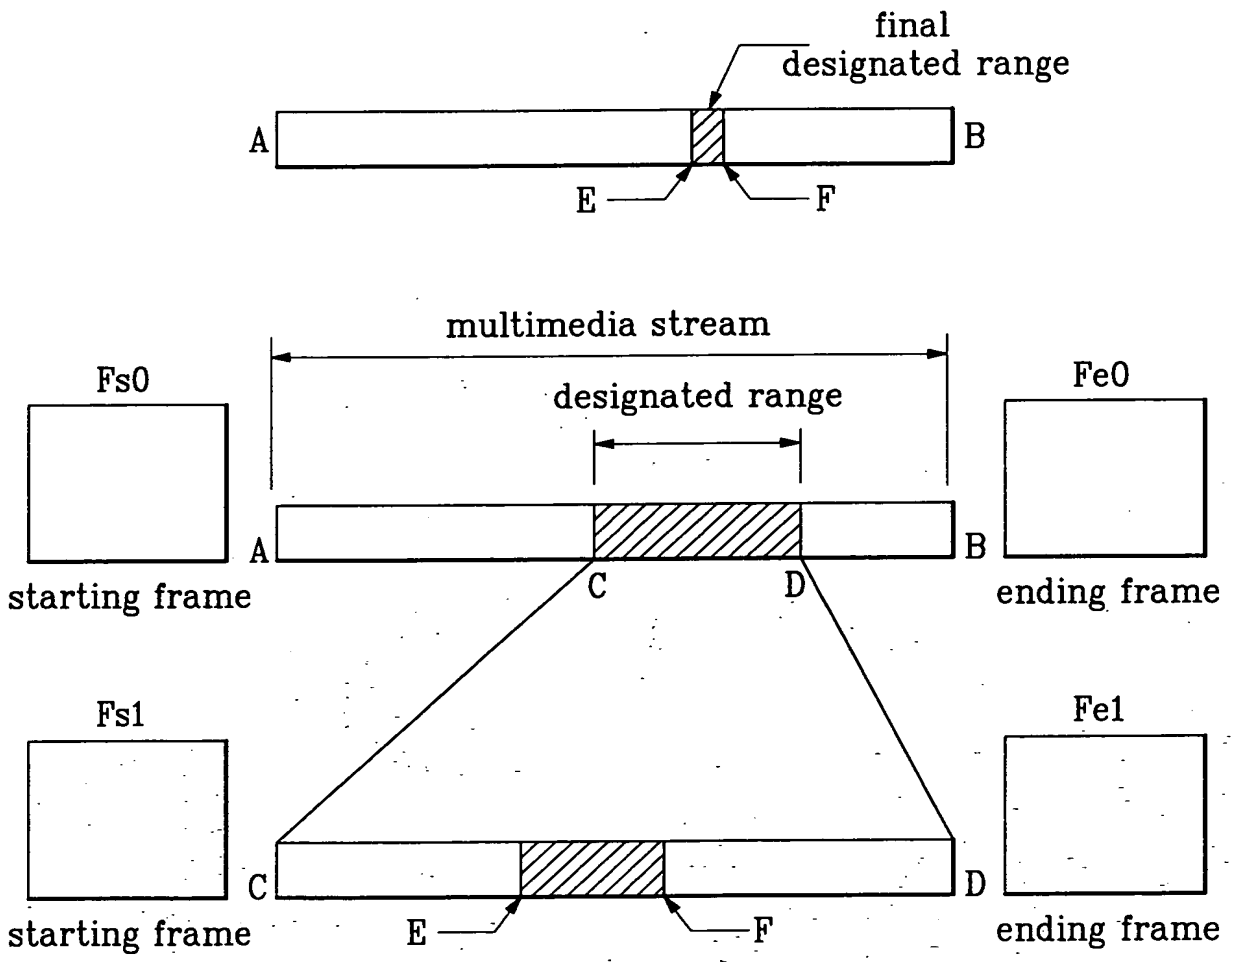 final
designated range
A
B
E
F
multimedia stream
Fs0
Fe0
designated range
A
B
C
D
starting frame
ending frame
Fs1
Fe1
C
D
E
F
starting frame
ending frame